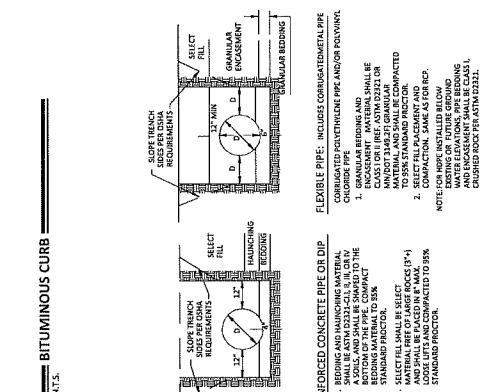 BITUMINOUS CURB
SLOPE TRENCH
SIDES PER OSHA
REQUIREMENTS
SELECT
FILL
HAUNCHING
BEDDING
12"
D
12"
BEDDING AND HAUNCHING MATERIAL
SHALL BE ASTM D2321-CL I, II, III, OR IV
A SOILS, AND SHALL BE SHAPED TO THE
BOTTOM OF THE PIPE. COMPACT
BEDDING MATERIAL TO 95%
STANDARD PROCTOR.
SELECT FILL SHALL BE SELECT
MATERIAL FREE OF LARGE ROCKS (3"+)
AND SHALL BE PLACED IN 8" MAX.
LOOSE LIFTS AND COMPACTED TO 95%
STANDARD PROCTOR.
SLOPE TRENCH
SIDES PER OSHA
REQUIREMENTS
SELECT
FILL
GRANULAR
ENCASEMENT
GRANULAR BEDDING
12" MIN
D
D
D
6"
FLEXIBLE PIPE: INCLUDES CORRUGATED METAL PIPE
CORRUGATED POLYETHYLENE PIPE AND/OR POLYVINYL
CHLORIDE PIPE
1. GRANULAR BEDDING AND
ENCASEMENT MATERIAL SHALL BE
CLASS I OR II (REF. ASTM D2321 OR
MN/DOT 3149.2F) GRANULAR
MATERIAL, AND SHALL BE COMPACTED
TO 95% STANDARD PROCTOR.
2. SELECT FILL PLACEMENT AND
COMPACTION. SAME AS FOR RCP.
NOTE: FOR HDPE INSTALLED BELOW
EXISTING OR FUTURE GROUND
WATER ELEVATIONS, PIPE BEDDING
AND ENCASEMENT SHALL BE CLASS I,
CRUSHED ROCK PER ASTM D2321.